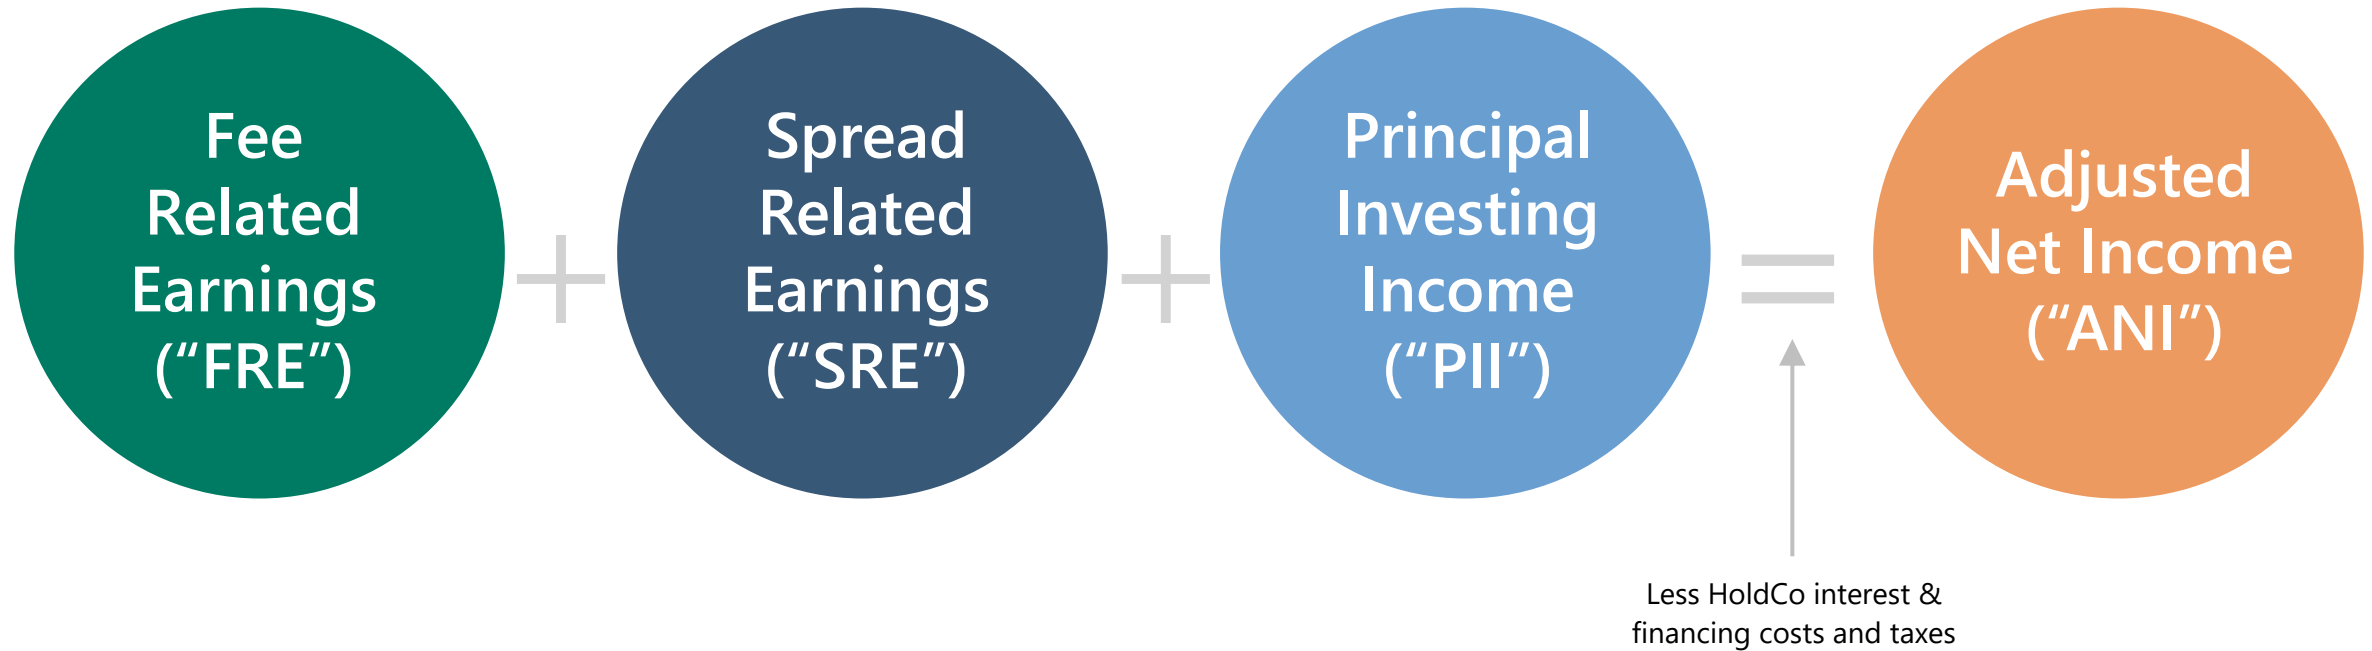 Fee
Related
Earnings
(“FRE”)
Spread
Related
Earnings
(“SRE”)
Principal
Investing
Income
(“PII”)
Adjusted
Net Income
(“ANI”)
Less HoldCo interest &
financing costs and taxes